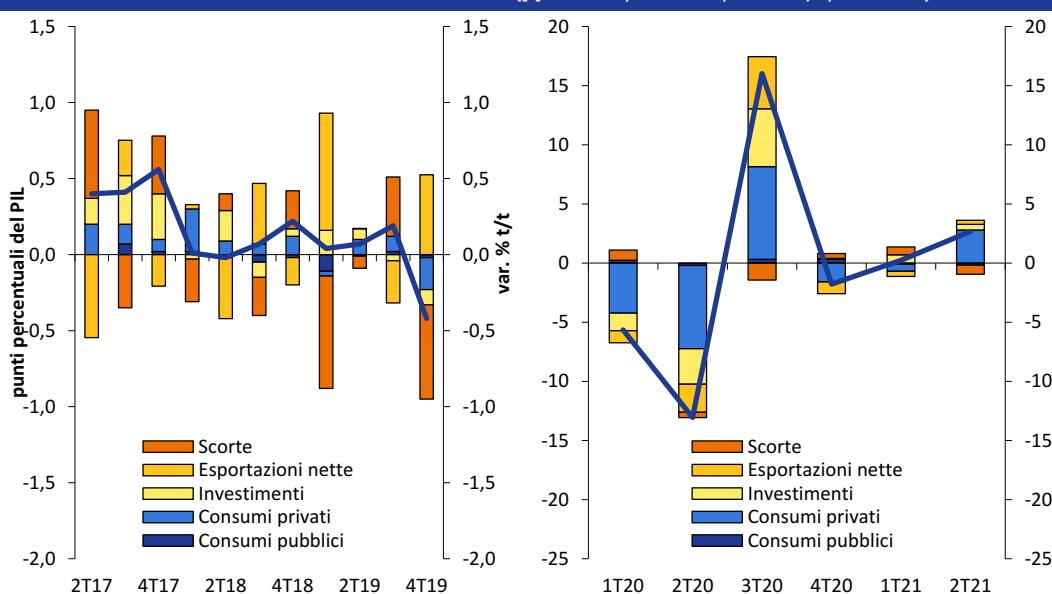 1,5
1,0
0,5
0,0
-0,5
-1,0
-1,5
-2,0
punti percentuali del PIL
1,5
1,0
0,5
0,0
-0,5
-1,0
-1,5
-2,0
var. % t/t
Scorte
Esportazioni nette
Investimenti
Consumi privati
Consumi pubblici
2T17 4T17 2T18 4T18 2T19 4T19
20
15
10
5
0
-5
-10
-15
-20
-25
20
15
10
5
0
-5
-10
-15
-20
-25
Scorte
Esportazioni nette
Investimenti
Consumi privati
Consumi pubblici
1T20 2T20 3T20 4T20 1T21 2T21